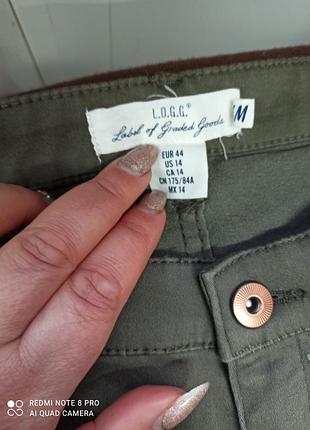 L.O.G.G.®
Label of Graded Goods
EUR 44
US 14
CA 14
CN 175/84A
MX 14
REDMI NOTE 8 PRO
AI QUAD CAMERA